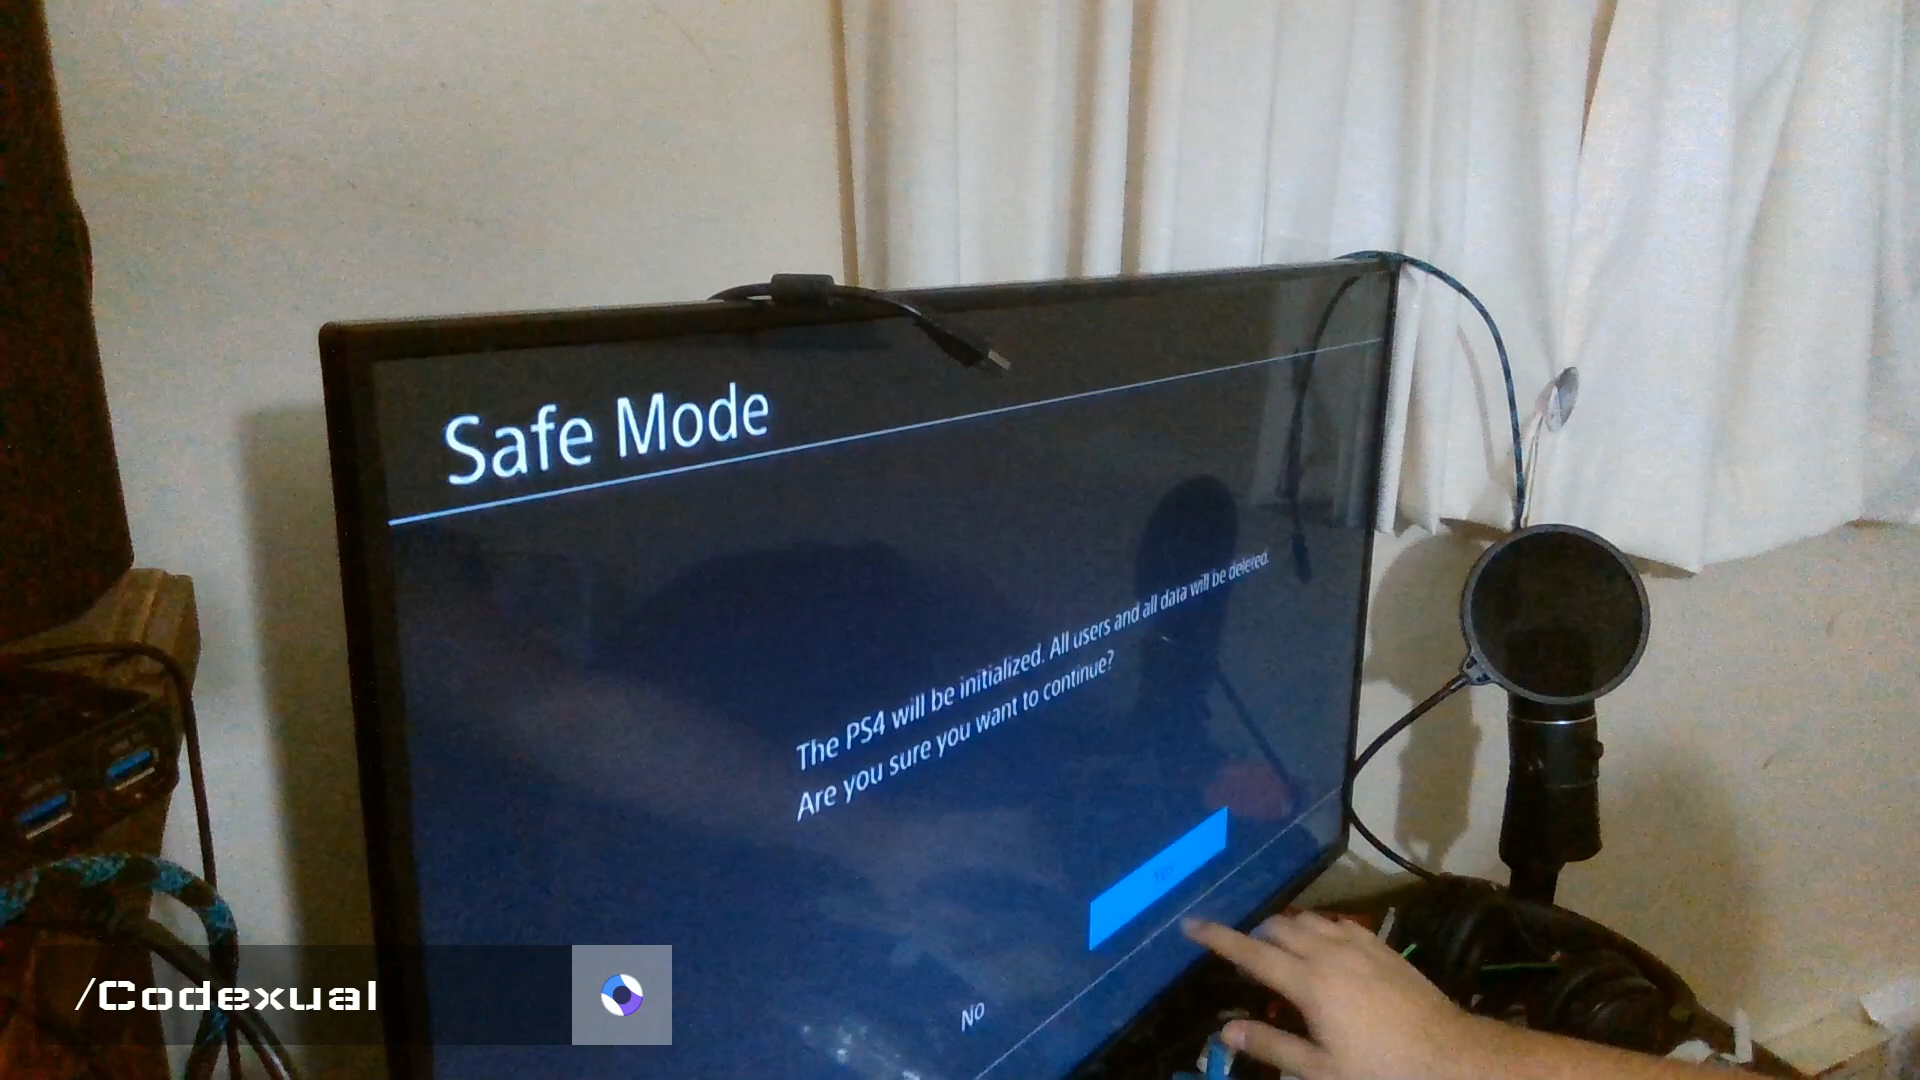 Safe Mode
The PS4 will be initialized. All users and all data will be deleted.
Are you sure you want to continue?
No
/Codexual